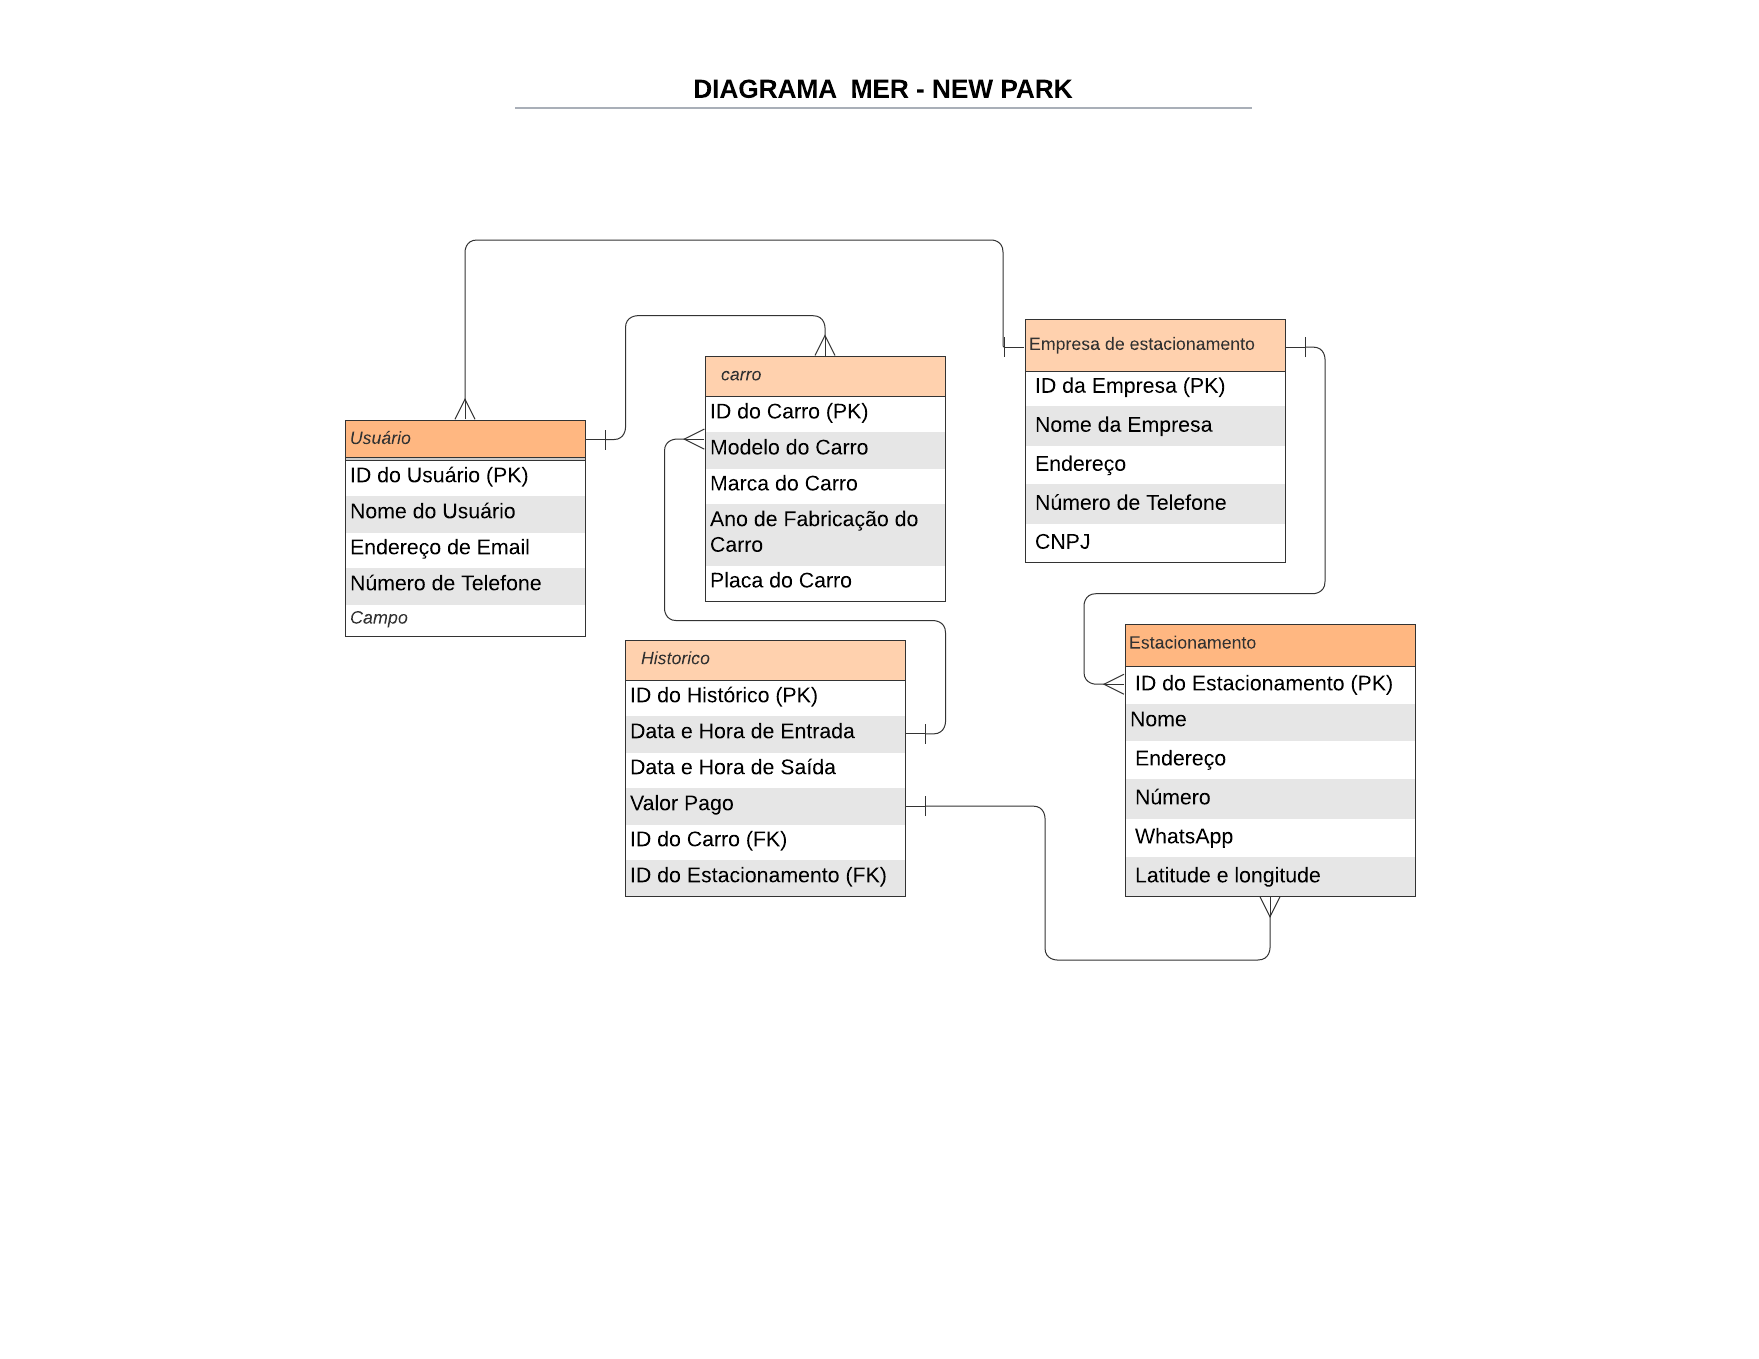 DIAGRAMA  MER - NEW PARK
Usuário
ID do Usuário (PK)
Nome do Usuário
Endereço de Email
Número de Telefone
Campo
carro
ID do Carro (PK)
Modelo do Carro
Marca do Carro
Ano de Fabricação do
Carro
Placa do Carro
Empresa de estacionamento
ID da Empresa (PK)
Nome da Empresa
Endereço
Número de Telefone
CNPJ
Historico
ID do Histórico (PK)
Data e Hora de Entrada
Data e Hora de Saída
Valor Pago
ID do Carro (FK)
ID do Estacionamento (FK)
Estacionamento
ID do Estacionamento (PK)
Nome
Endereço
Número
WhatsApp
Latitude e longitude